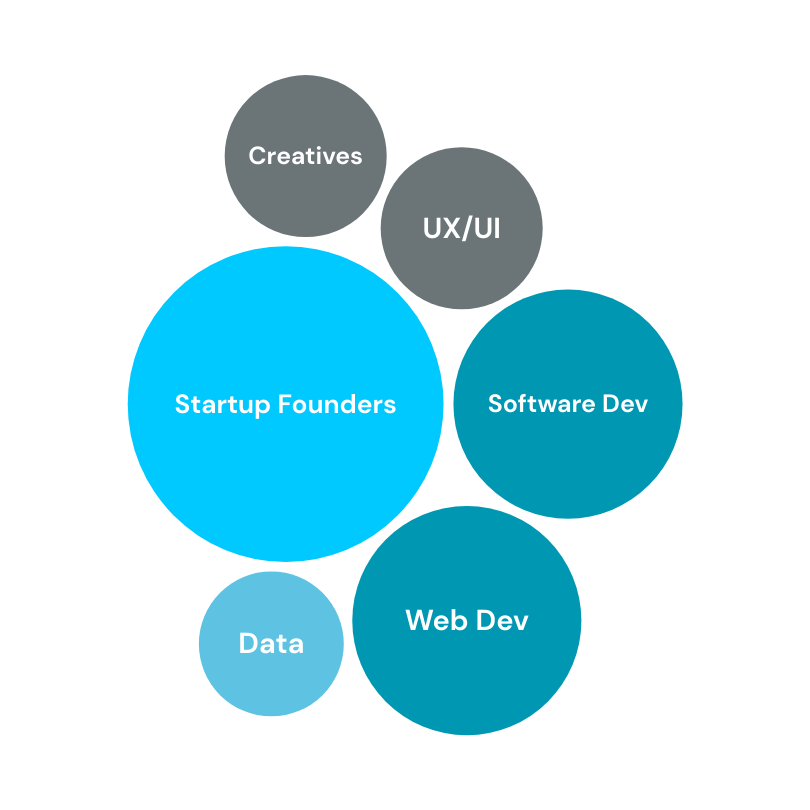 Creatives
UX/UI
Startup Founders
Software Dev
Web Dev
Data